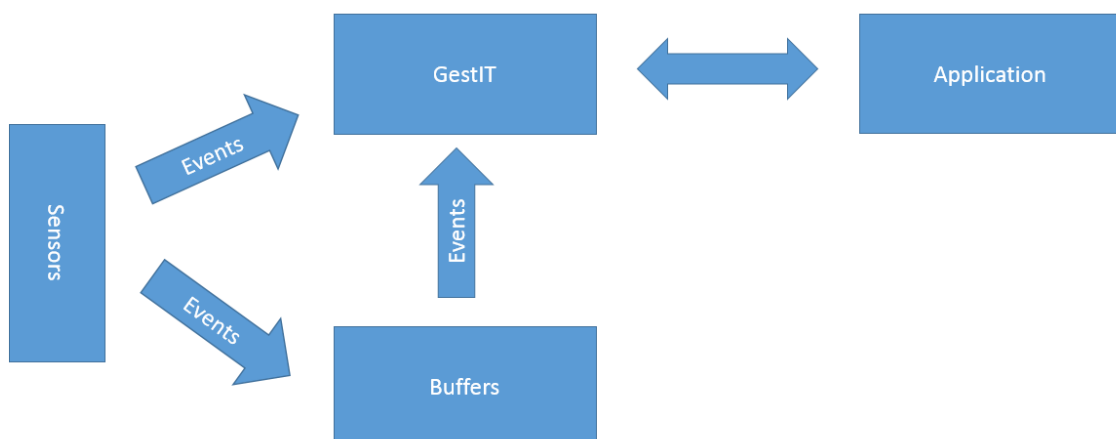 GestIT
Application
Events
Sensors
Events
Events
Buffers